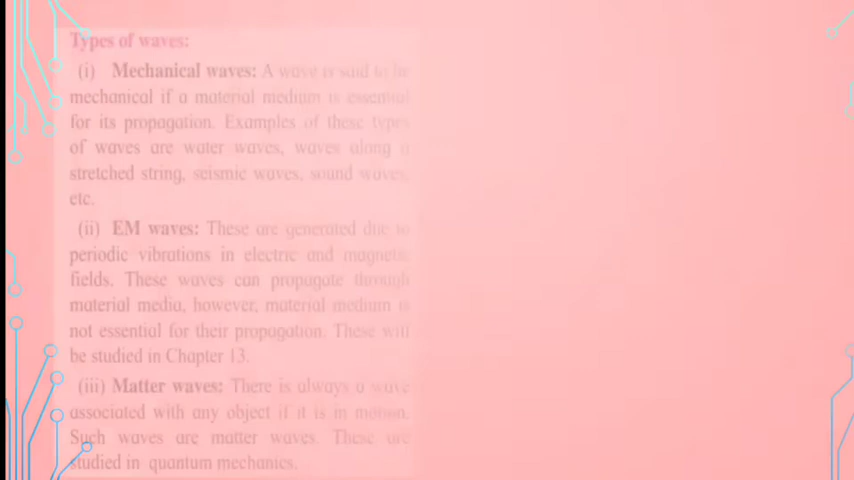 Types of waves:
(i) Mechanical waves: A wave is said to be
mechanical if a material medium is essential
for its propagation. Examples of these types
of waves are water waves, waves along a
stretched string, seismic waves, sound waves,
etc.
(ii) EM waves: These are generated due to
periodic vibrations in electric and magnetic
fields. These waves can propagate through
material media, however, material medium is
not essential for their propagation. These will
be studied in Chapter 13.
(iii) Matter waves: There is always a wave
associated with any object if it is in motion.
Such waves are matter waves. These are
studied in quantum mechanics.